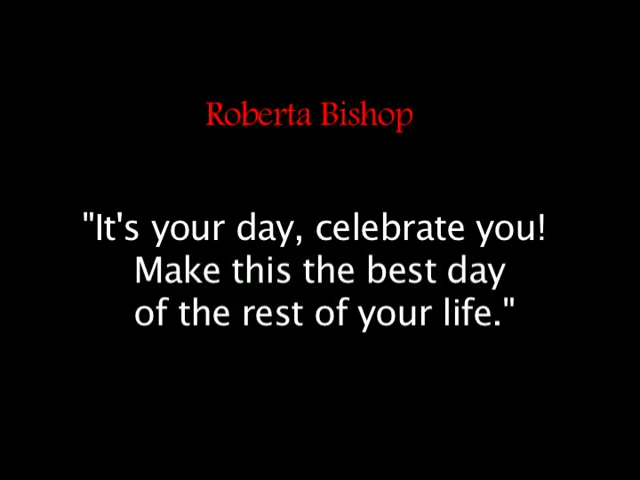 Roberta Bishop
"It's your day, celebrate you!
Make this the best day
of the rest of your life."